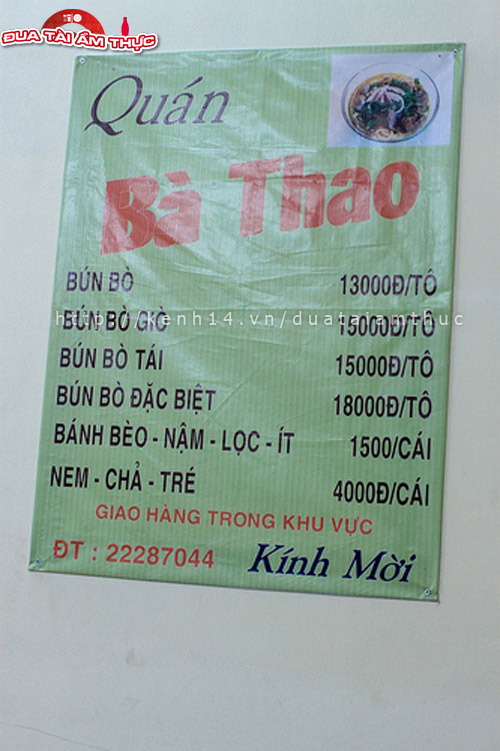 ĐUA TÀI ẨM THỰC
Quán
Bà Thao
BÚN BÒ 13000Đ/TÔ
http://kenh14.vn/duataiamthuc
BÚN BÒ GIÒ 15000Đ/TÔ
BÚN BÒ TÁI 15000Đ/TÔ
BÚN BÒ ĐẶC BIỆT 18000Đ/TÔ
BÁNH BÈO - NẬM - LỌC - ÍT 1500/CÁI
NEM - CHẢ - TRÉ 4000Đ/CÁI
GIAO HÀNG TRONG KHU VỰC
ĐT : 22287044 Kính Mời